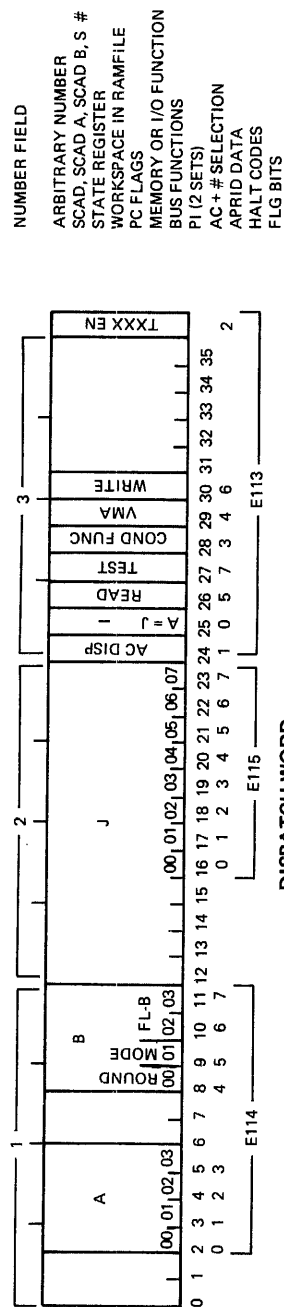 1 2 3
A B J
ROUND MODE FL-B
AC DISP
A = J
READ
TEST
COND FUNC
VMA
WRITE
TXXX EN
00 01 02 03 00 01 02 03 00 01 02 03 04 05 06 07
0 1 2 3 4 5 6 7 8 9 10 11 12 13 14 15 16 17 18 19 20 21 22 23 24 25 26 27 28 29 30 31 32 33 34 35
0 1 2 3 4 5 6 7 0 1 2 3 4 5 6 7 1 0 5 7 3 4 6 2
E114 E115 E113
DISPATCH WORD
NUMBER FIELD
ARBITRARY NUMBER
SCAD, SCAD A, SCAD B, S #
STATE REGISTER
WORKSPACE IN RAMFILE
PC FLAGS
MEMORY OR I/O FUNCTION
BUS FUNCTIONS
PI (2 SETS)
AC + # SELECTION
APRID DATA
HALT CODES
FLG BITS